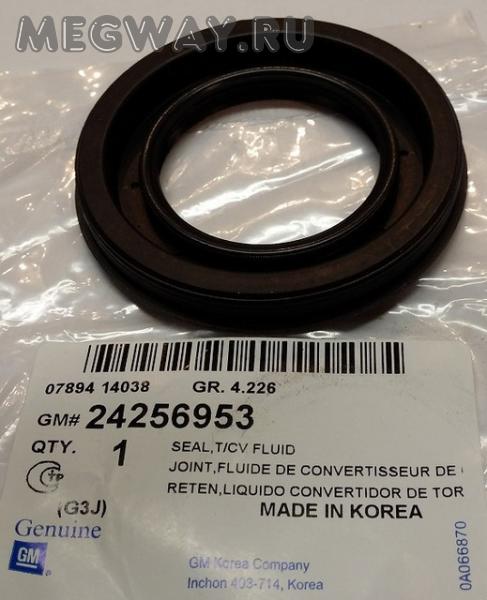 MEGWAY.RU
07894 14038 GR. 4.226
GM# 24256953
QTY. 1 SEAL,T/CV FLUID
JOINT,FLUIDE DE CONVERTISSEUR DE
RETEN,LIQUIDO CONVERTIDOR DE TOR
(G3J) MADE IN KOREA
Genuine
GM
GM Korea Company
Inchon 403-714, Korea
0A066870